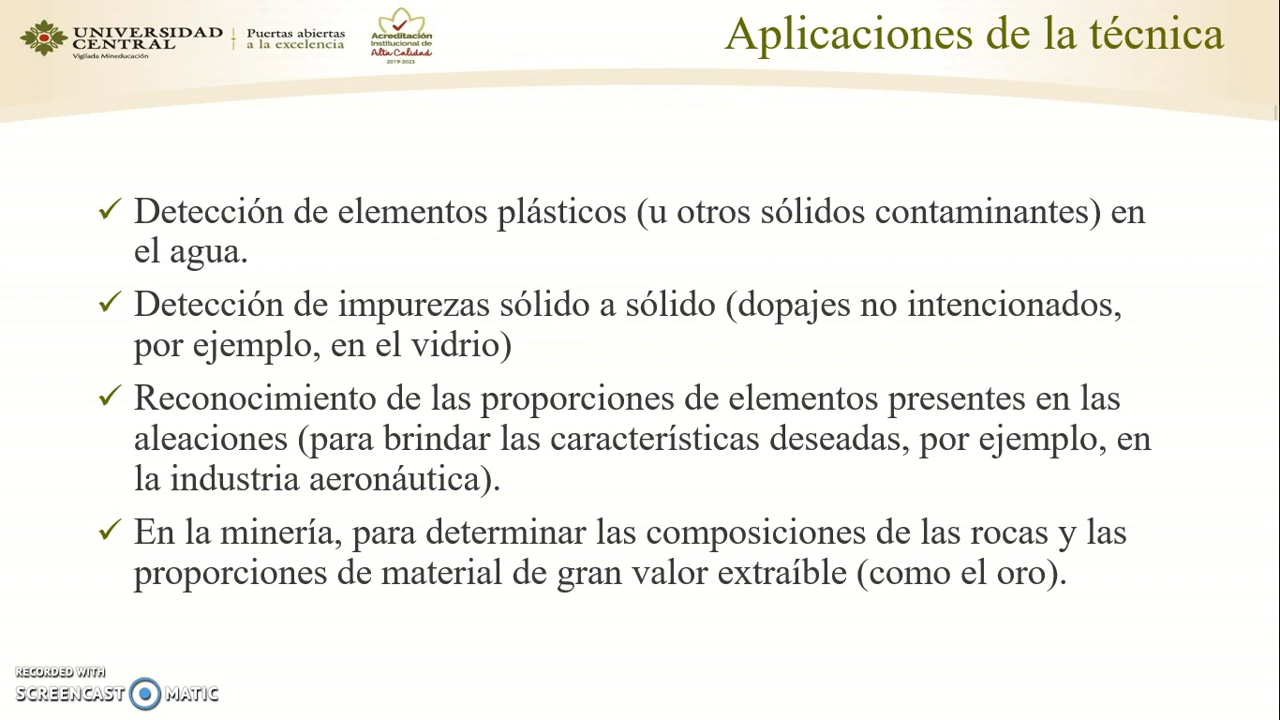 UNIVERSIDAD
CENTRAL
Vigilada Mineducación
Puertas abiertas
a la excelencia
Acreditación
Institucional de
Alta Calidad
2019-2023
Aplicaciones de la técnica
✓ Detección de elementos plásticos (u otros sólidos contaminantes) en
el agua.
✓ Detección de impurezas sólido a sólido (dopajes no intencionados,
por ejemplo, en el vidrio)
✓ Reconocimiento de las proporciones de elementos presentes en las
aleaciones (para brindar las características deseadas, por ejemplo, en
la industria aeronáutica).
✓ En la minería, para determinar las composiciones de las rocas y las
proporciones de material de gran valor extraíble (como el oro).
RECORDED WITH
SCREENCAST MATIC